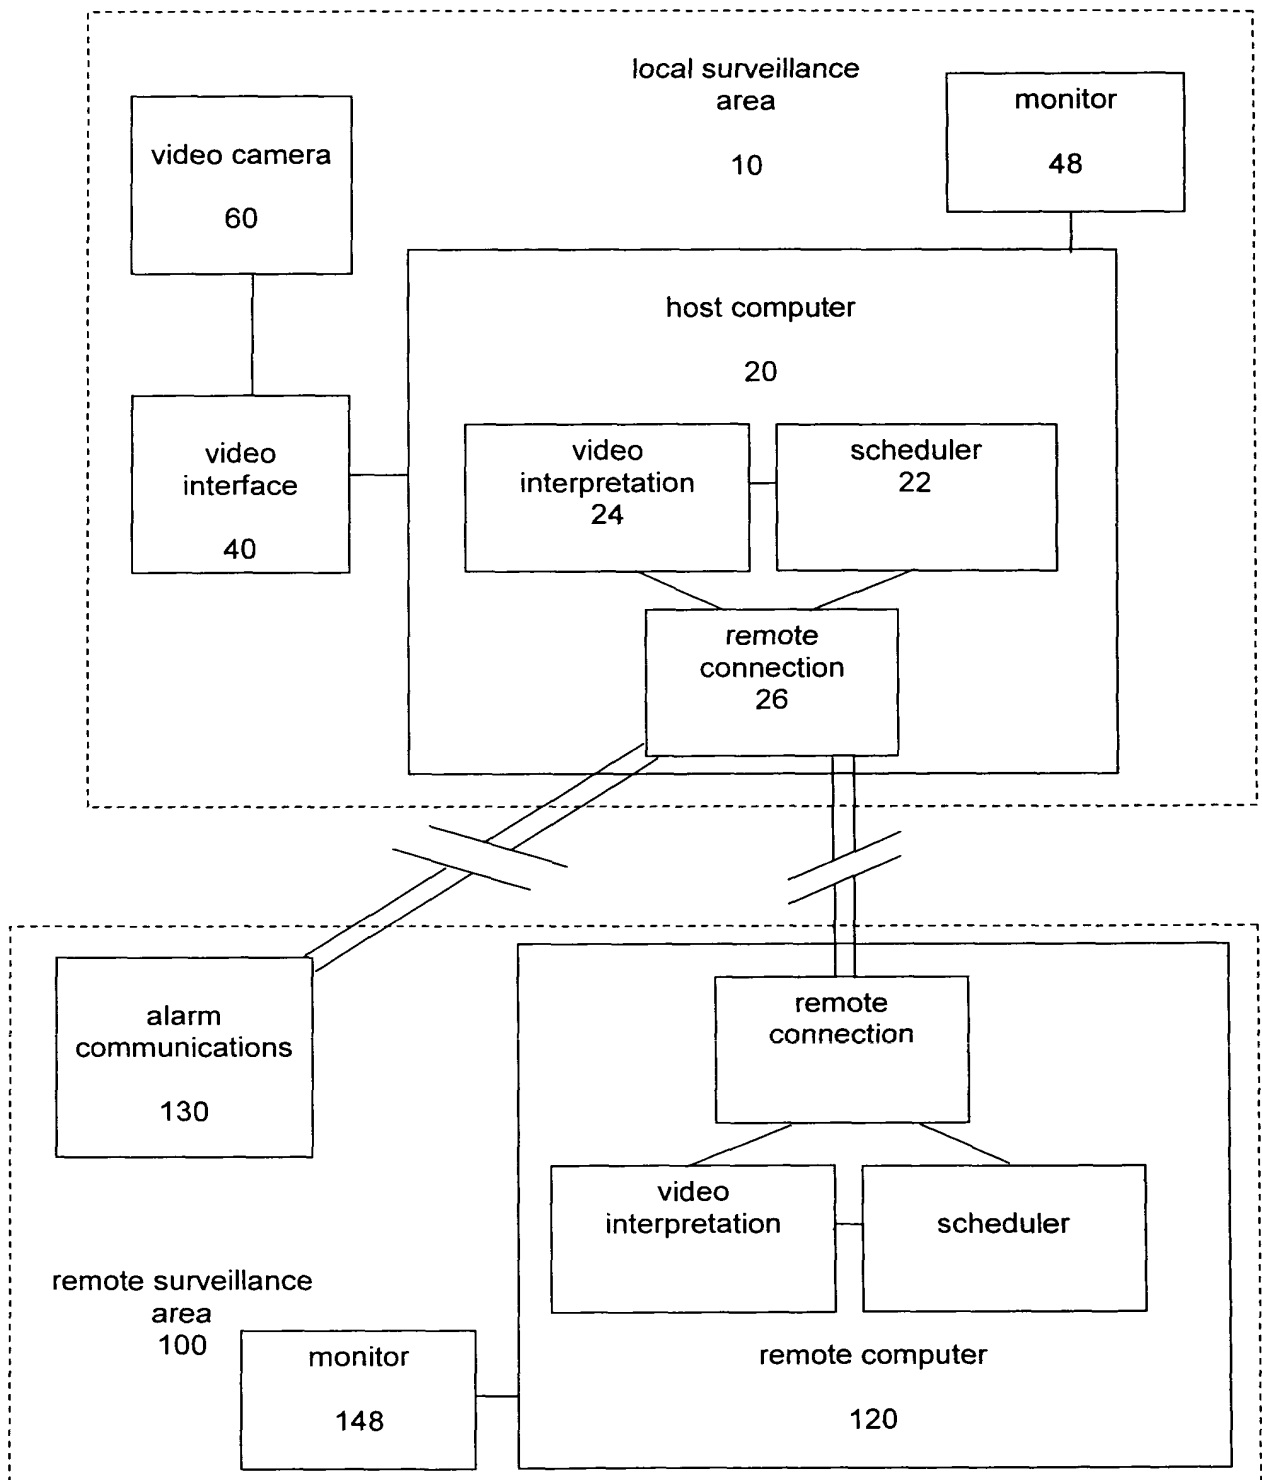 local surveillance
area
10
monitor
48
video camera
60
host computer
20
video
interface
40
video
interpretation
24
scheduler
22
remote
connection
26
alarm
communications
130
remote
connection
video
interpretation
scheduler
remote surveillance
area
100
monitor
148
remote computer
120